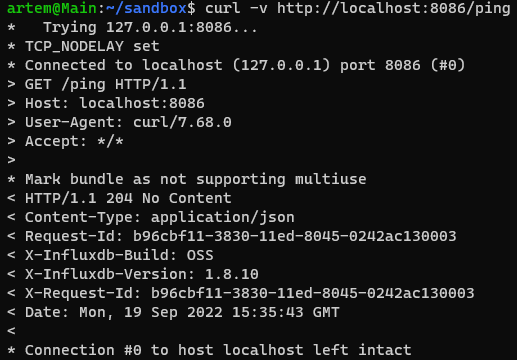 artem@Main:~/sandbox$ curl -v http://localhost:8086/ping
*   Trying 127.0.0.1:8086...
* TCP_NODELAY set
* Connected to localhost (127.0.0.1) port 8086 (#0)
> GET /ping HTTP/1.1
> Host: localhost:8086
> User-Agent: curl/7.68.0
> Accept: */*
>
* Mark bundle as not supporting multiuse
< HTTP/1.1 204 No Content
< Content-Type: application/json
< Request-Id: b96cbf11-3830-11ed-8045-0242ac130003
< X-Influxdb-Build: OSS
< X-Influxdb-Version: 1.8.10
< X-Request-Id: b96cbf11-3830-11ed-8045-0242ac130003
< Date: Mon, 19 Sep 2022 15:35:43 GMT
<
* Connection #0 to host localhost left intact